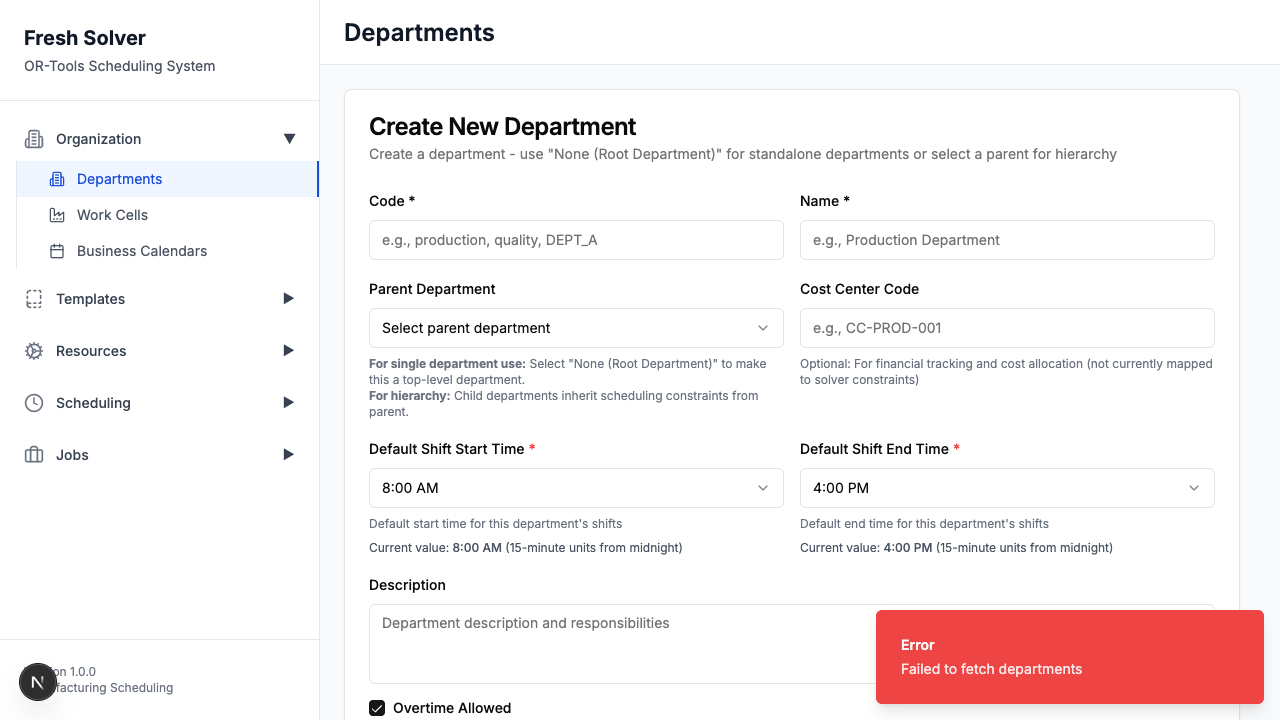 Fresh Solver
OR-Tools Scheduling System
Organization
Departments
Work Cells
Business Calendars
Templates
Resources
Scheduling
Jobs
1.0.0
Scheduling
N
Departments
Create New Department
Create a department - use "None (Root Department)" for standalone departments or select a parent for hierarchy
Code *
e.g., production, quality, DEPT_A
Name *
e.g., Production Department
Parent Department
Select parent department
For single department use: Select "None (Root Department)" to make
this a top-level department.
For hierarchy: Child departments inherit scheduling constraints from
parent.
Cost Center Code
e.g., CC-PROD-001
Optional: For financial tracking and cost allocation (not currently mapped
to solver constraints)
Default Shift Start Time *
8:00 AM
Default start time for this department's shifts
Current value: 8:00 AM (15-minute units from midnight)
Default Shift End Time *
4:00 PM
Default end time for this department's shifts
Current value: 4:00 PM (15-minute units from midnight)
Description
Department description and responsibilities
Overtime Allowed
Error
Failed to fetch departments